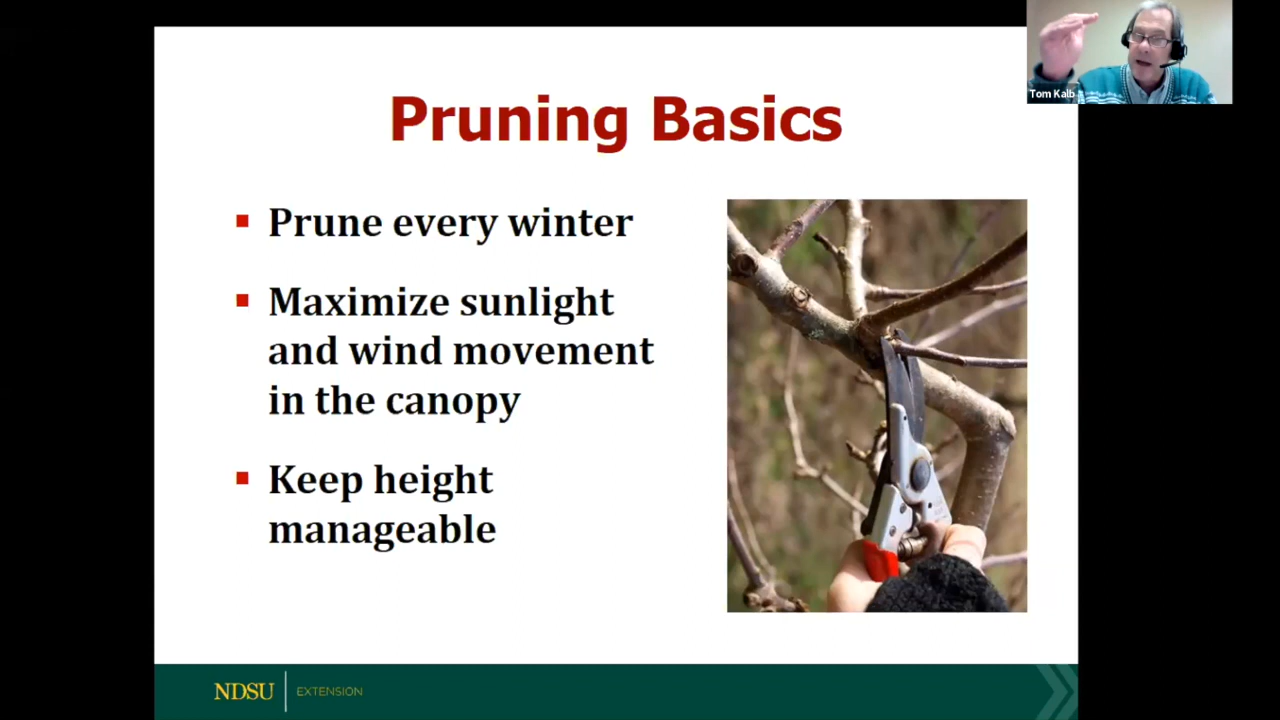 Tom Kalb
Pruning Basics
Prune every winter
Maximize sunlight
and wind movement
in the canopy
Keep height
manageable
NDSU EXTENSION